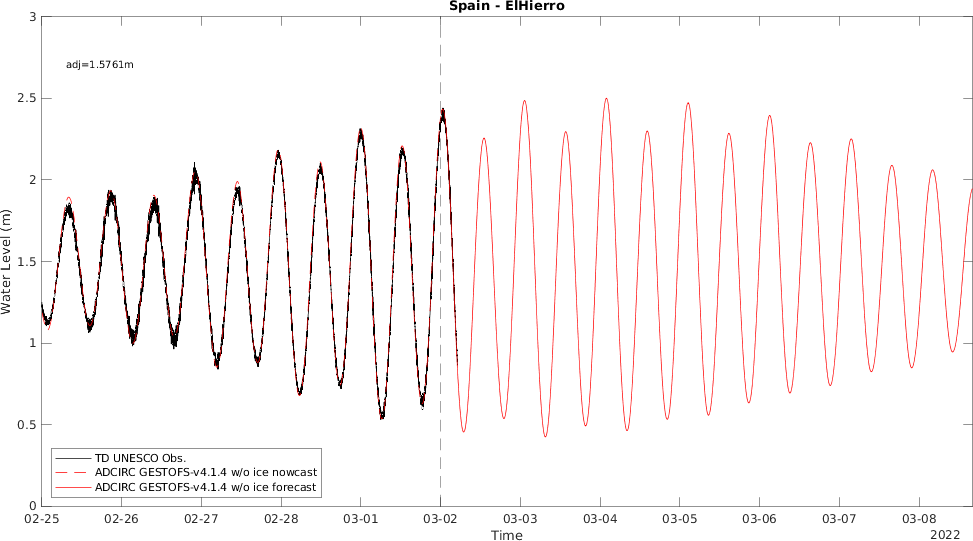 Spain - ElHierro
3
adj=1.5761m
2.5
2
1.5
1
0.5
0
Water Level (m)
TD UNESCO Obs.
ADCIRC GESTOFS-v4.1.4 w/o ice nowcast
ADCIRC GESTOFS-v4.1.4 w/o ice forecast
02-25 02-26 02-27 02-28 03-01 03-02 03-03 03-04 03-05 03-06 03-07 03-08
Time
2022